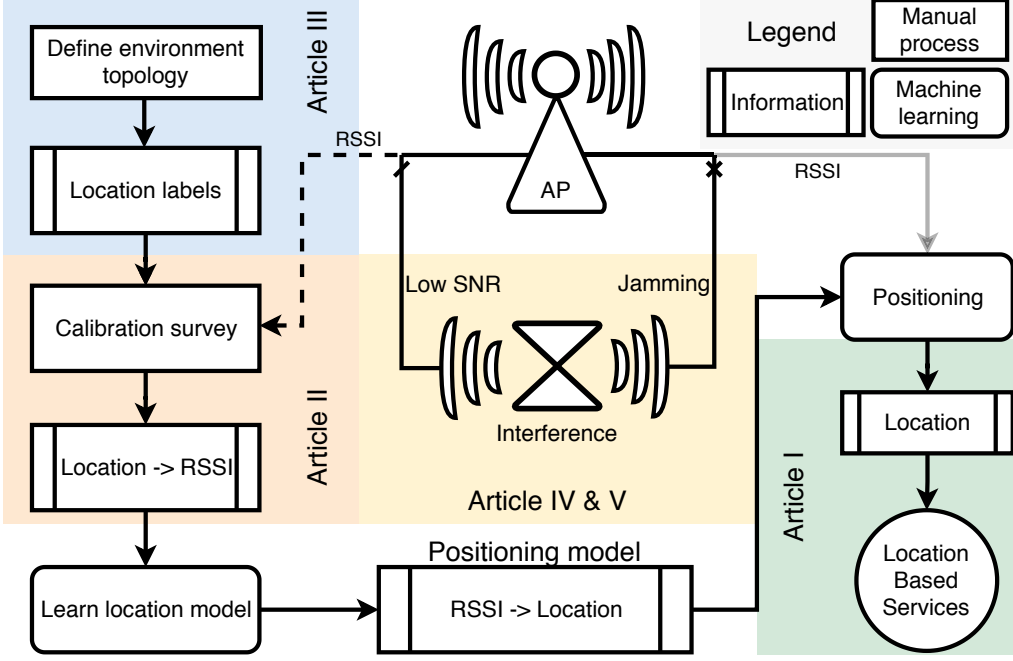 Define environment
topology
Article III
Legend
Manual
process
Information
Machine
learning
RSSI
RSSI
Location labels
AP
Low SNR
Jamming
Positioning
Calibration survey
Interference
Article II
Location -> RSSI
Article IV & V
Location
Article I
Positioning model
Learn location model
RSSI -> Location
Location
Based
Services